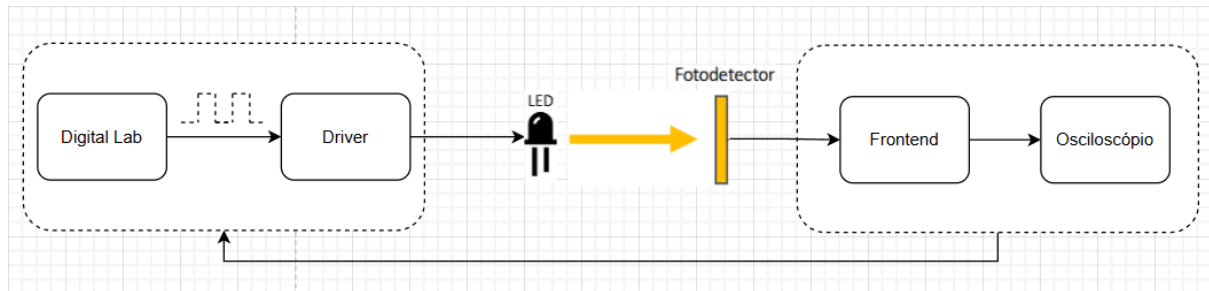 Digital Lab
Driver
LED
Fotodetector
Frontend
Osciloscópio